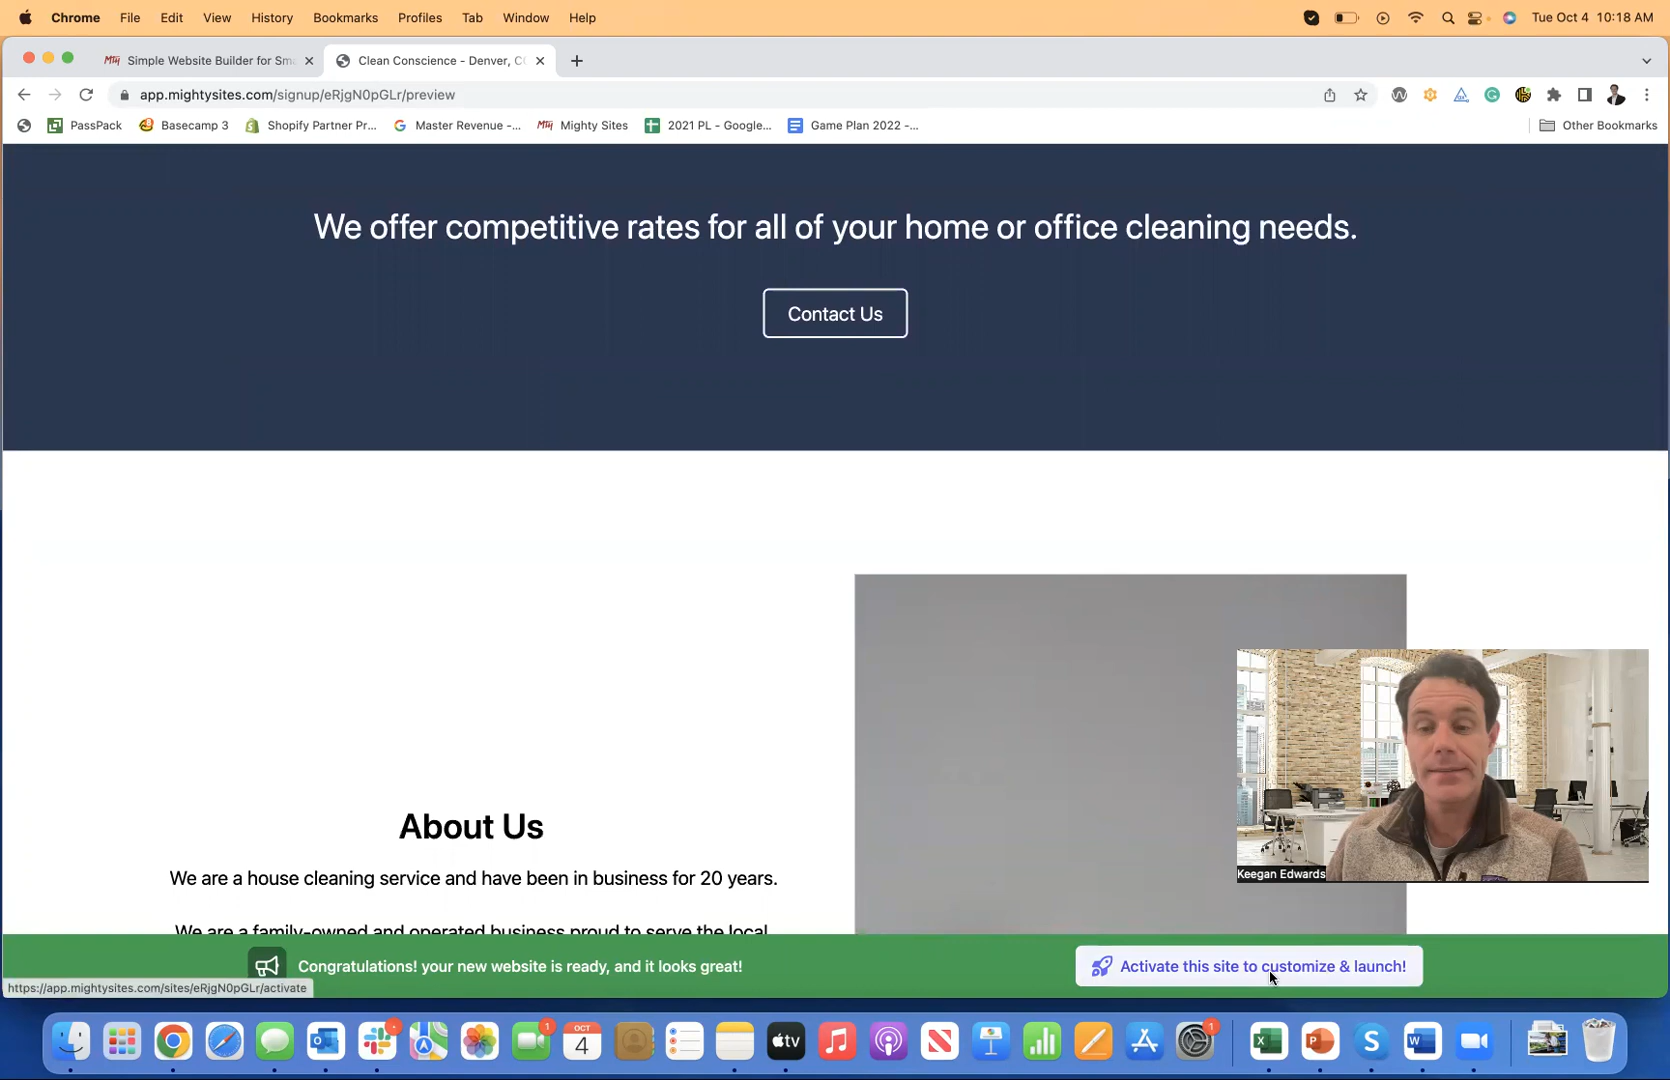 Chrome File Edit View History Bookmarks Profiles Tab Window Help Tue Oct 4 10:18 AM
Simple Website Builder for Sma Clean Conscience - Denver, CO
app.mightysites.com/signup/eRjgN0pGLr/preview
PassPack Basecamp 3 Shopify Partner Pr... Master Revenue -... Mighty Sites 2021 PL - Google... Game Plan 2022 -... Other Bookmarks
We offer competitive rates for all of your home or office cleaning needs.
Contact Us
About Us
We are a house cleaning service and have been in business for 20 years.
We are a family-owned and operated business proud to serve the local
Keegan Edwards
Congratulations! your new website is ready, and it looks great! Activate this site to customize & launch!
https://app.mightysites.com/sites/eRjgN0pGLr/activate
1 OCT 4 tv 1